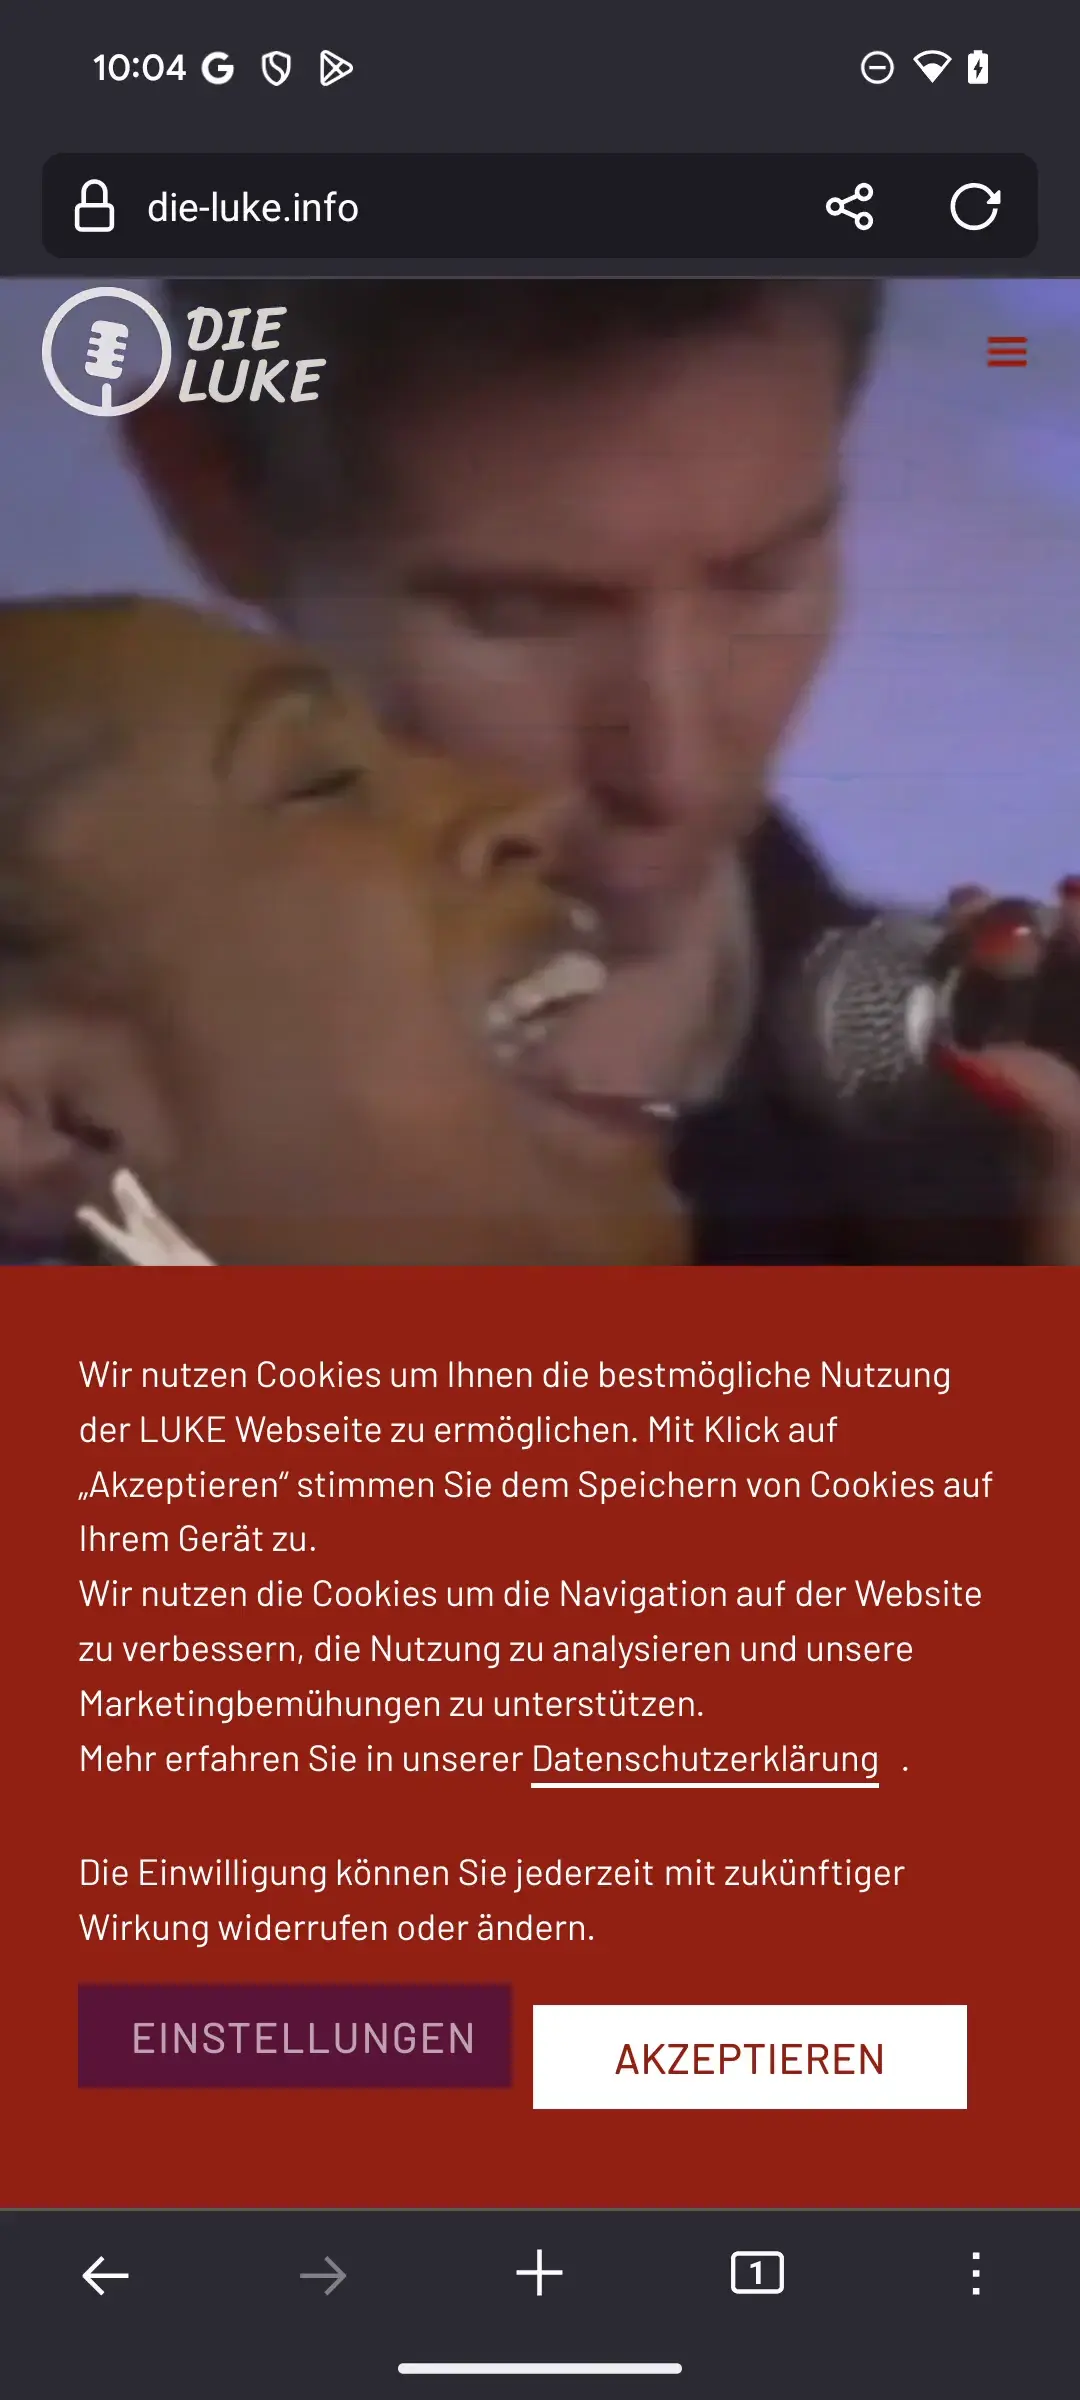 10:04
die-luke.info
DIE
LUKE
Wir nutzen Cookies um Ihnen die bestmögliche Nutzung
der LUKE Webseite zu ermöglichen. Mit Klick auf
„Akzeptieren“ stimmen Sie dem Speichern von Cookies auf
Ihrem Gerät zu.
Wir nutzen die Cookies um die Navigation auf der Website
zu verbessern, die Nutzung zu analysieren und unsere
Marketingbemühungen zu unterstützen.
Mehr erfahren Sie in unserer Datenschutzerklärung .
Die Einwilligung können Sie jederzeit mit zukünftiger
Wirkung widerrufen oder ändern.
EINSTELLUNGEN
AKZEPTIEREN
1